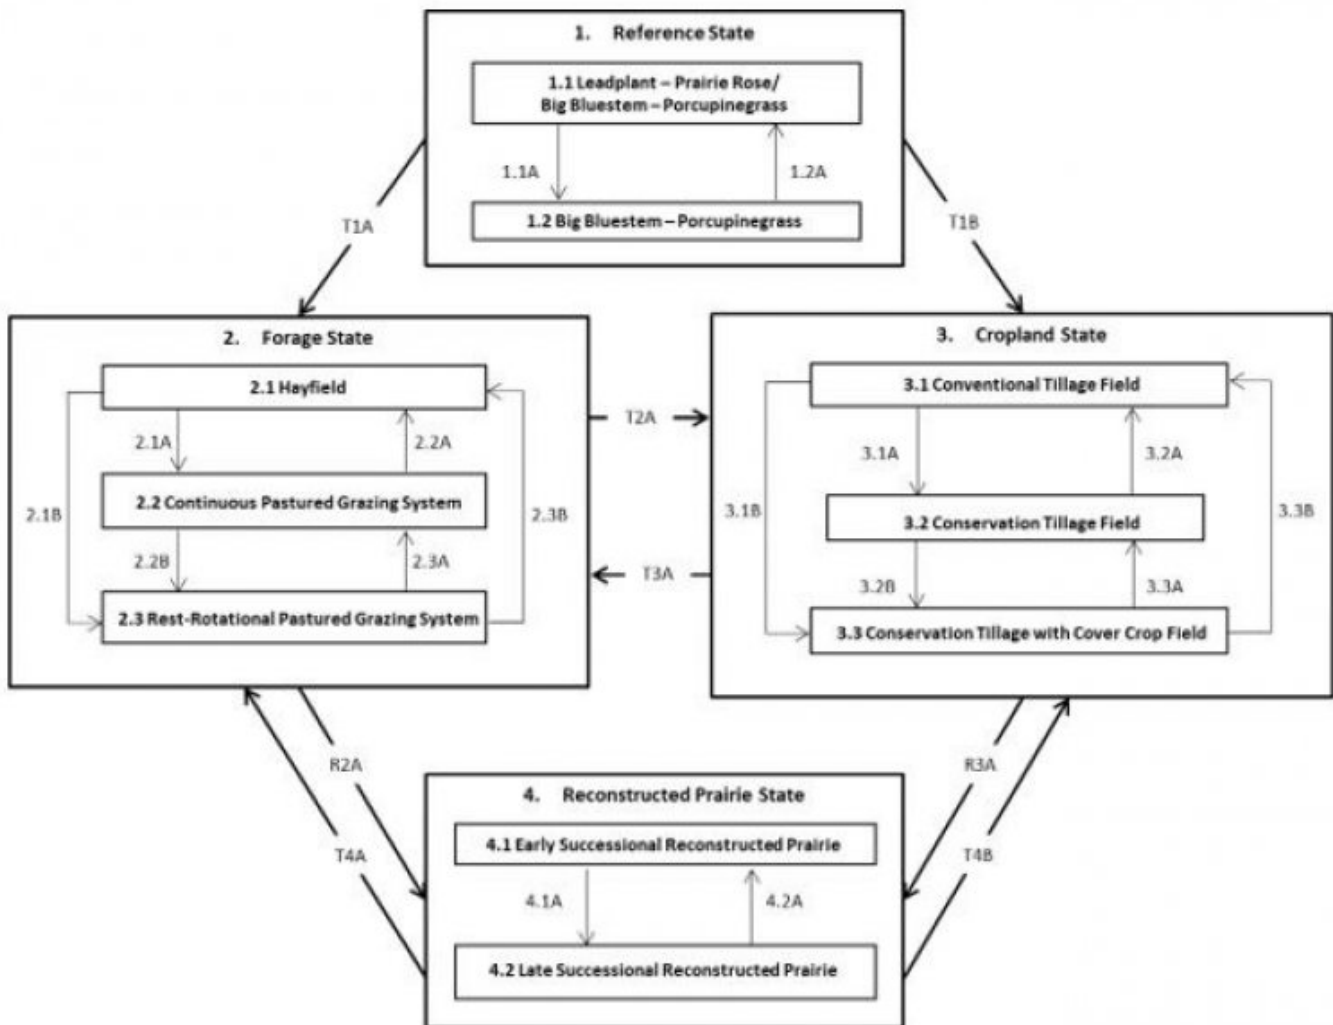 1. Reference State
1.1 Leadplant – Prairie Rose/
Big Bluestem – Porcupinegrass
1.1A
1.2A
1.2 Big Bluestem – Porcupinegrass
T1A
T1B
2. Forage State
2.1 Hayfield
2.1A
2.2A
2.1B
2.2 Continuous Pastured Grazing System
2.3B
2.2B
2.3A
2.3 Rest-Rotational Pastured Grazing System
T2A
T3A
3. Cropland State
3.1 Conventional Tillage Field
3.1A
3.2A
3.1B
3.2 Conservation Tillage Field
3.3B
3.2B
3.3A
3.3 Conservation Tillage with Cover Crop Field
R2A
T4A
R3A
T4B
4. Reconstructed Prairie State
4.1 Early Successional Reconstructed Prairie
4.1A
4.2A
4.2 Late Successional Reconstructed Prairie